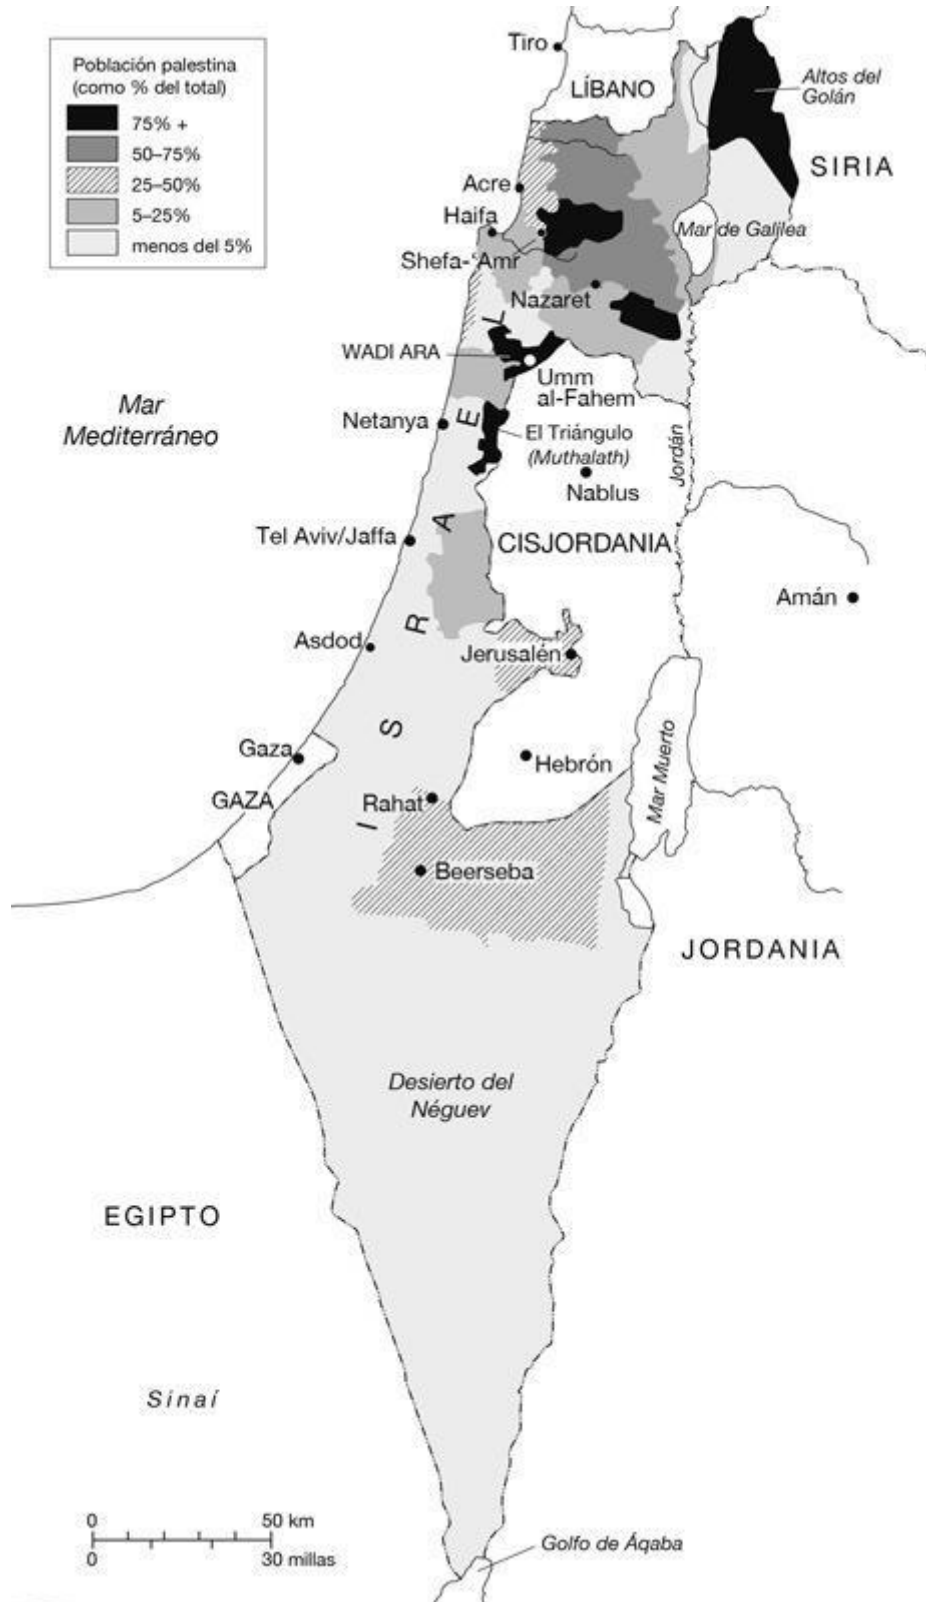 Población palestina
(como % del total)
75% +
50–75%
25–50%
5–25%
menos del 5%
Tiro
LÍBANO
Altos del
Golán
SIRIA
Acre
Haifa
Mar de Galilea
Shefa-‘Amr
Nazaret
WADI ARA
Umm
al-Fahem
Mar
Mediterráneo
Netanya
El Triángulo
(Muthalath)
Jordán
Nablus
Tel Aviv/Jaffa
CISJORDANIA
Amán
Asdod
Jerusalén
ISRAEL
Gaza
GAZA
Hebrón
Mar Muerto
Rahat
Beerseba
JORDANIA
Desierto del
Néguev
EGIPTO
Sinaí
0 50 km
0 30 millas
Golfo de Áqaba